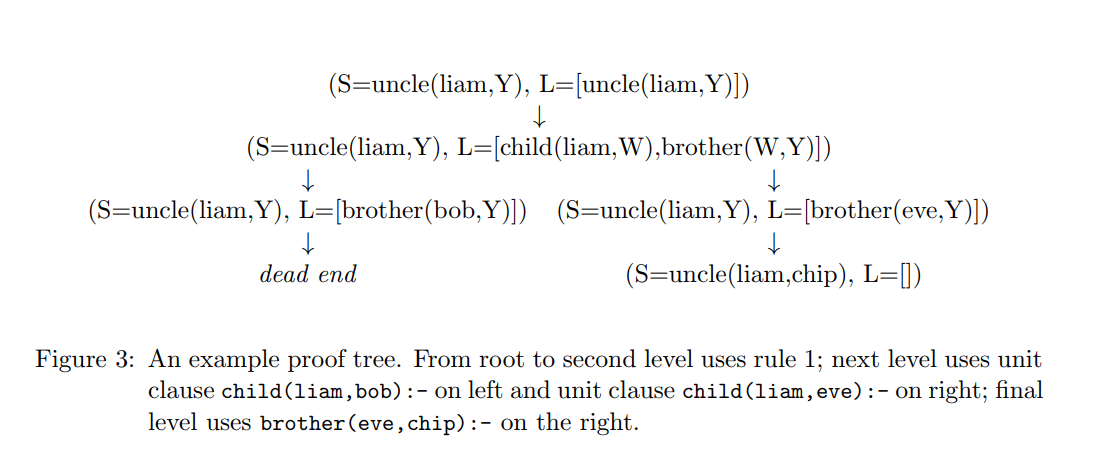 (S=uncle(liam,Y), L=[uncle(liam,Y)])
↓
(S=uncle(liam,Y), L=[child(liam,W),brother(W,Y)])
↓ ↓
(S=uncle(liam,Y), L=[brother(bob,Y)]) (S=uncle(liam,Y), L=[brother(eve,Y)])
↓ ↓
dead end (S=uncle(liam,chip), L=[])
Figure 3: An example proof tree. From root to second level uses rule 1; next level uses unit
clause child(liam,bob):- on left and unit clause child(liam,eve):- on right; final
level uses brother(eve,chip):- on the right.